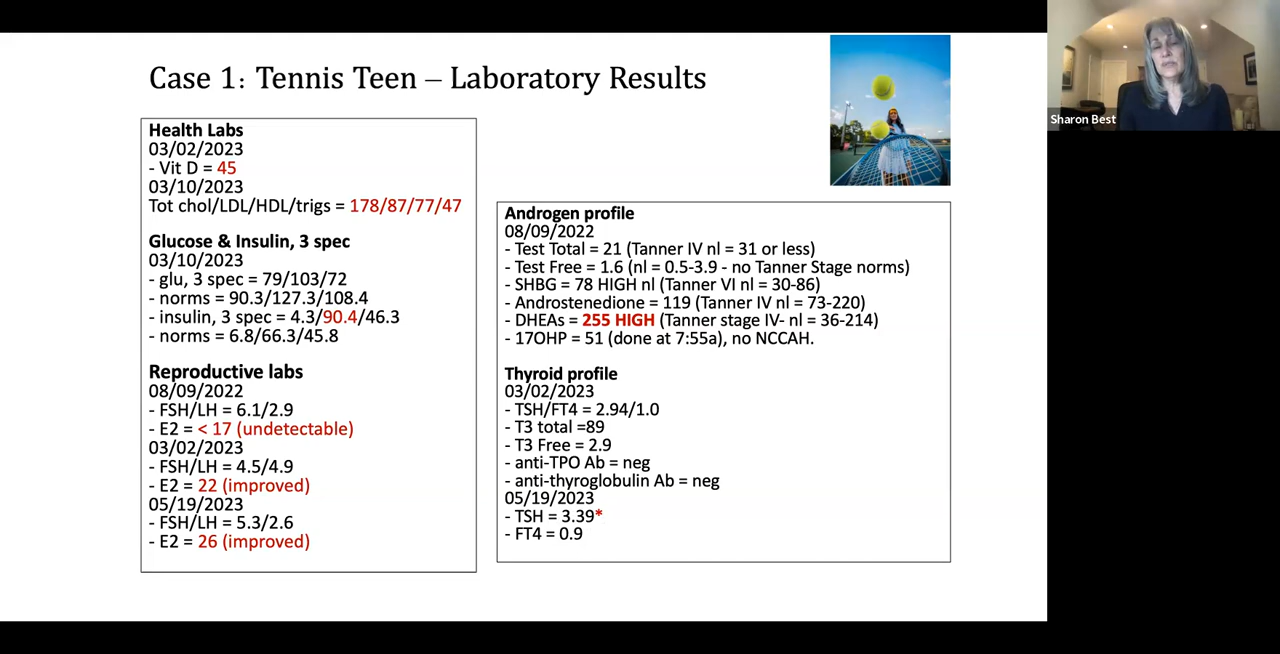 Case 1: Tennis Teen – Laboratory Results
Health Labs
03/02/2023
- Vit D = 45
03/10/2023
Tot chol/LDL/HDL/trigs = 178/87/77/47
Glucose & Insulin, 3 spec
03/10/2023
- glu, 3 spec = 79/103/72
- norms = 90.3/127.3/108.4
- insulin, 3 spec = 4.3/90.4/46.3
- norms = 6.8/66.3/45.8
Reproductive labs
08/09/2022
- FSH/LH = 6.1/2.9
- E2 = < 17 (undetectable)
03/02/2023
- FSH/LH = 4.5/4.9
- E2 = 22 (improved)
05/19/2023
- FSH/LH = 5.3/2.6
- E2 = 26 (improved)
Androgen profile
08/09/2022
- Test Total = 21 (Tanner IV nl = 31 or less)
- Test Free = 1.6 (nl = 0.5-3.9 - no Tanner Stage norms)
- SHBG = 78 HIGH nl (Tanner VI nl = 30-86)
- Androstenedione = 119 (Tanner IV nl = 73-220)
- DHEAs = 255 HIGH (Tanner stage IV- nl = 36-214)
- 17OHP = 51 (done at 7:55a), no NCCAH.
Thyroid profile
03/02/2023
- TSH/FT4 = 2.94/1.0
- T3 total =89
- T3 Free = 2.9
- anti-TPO Ab = neg
- anti-thyroglobulin Ab = neg
05/19/2023
- TSH = 3.39*
- FT4 = 0.9
Sharon Best